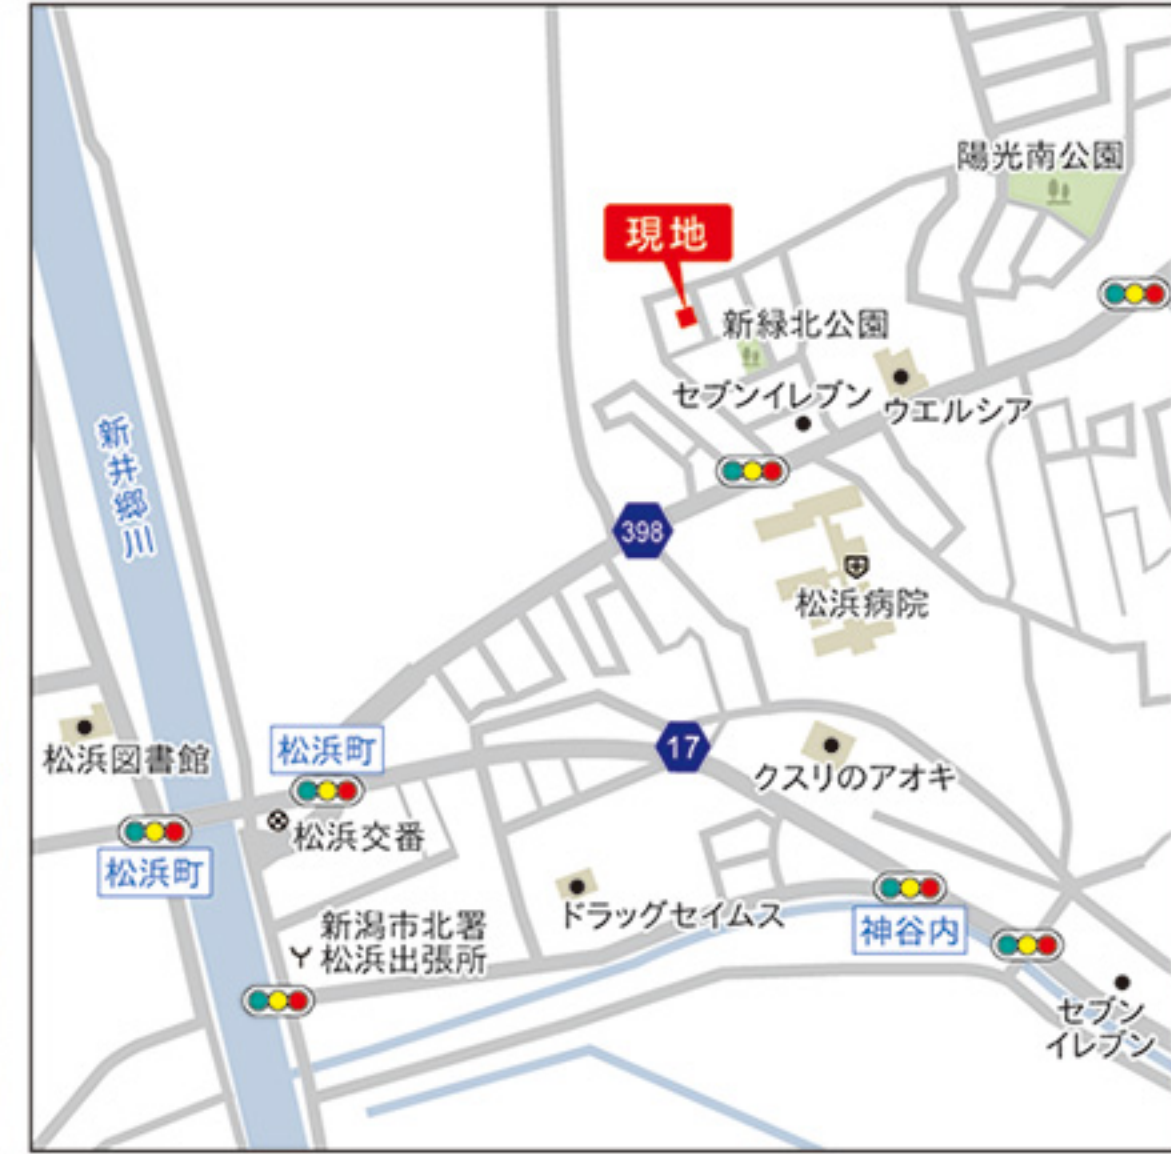 陽光南公園
現地
新緑北公園
セブンイレブン
ウエルシア
新井郷川
398
松浜病院
松浜町
17
松浜図書館
クスリのアオキ
松浜交番
松浜町
ドラッグセイムス
新潟市北署
松浜出張所
神谷内
セブン
イレブン